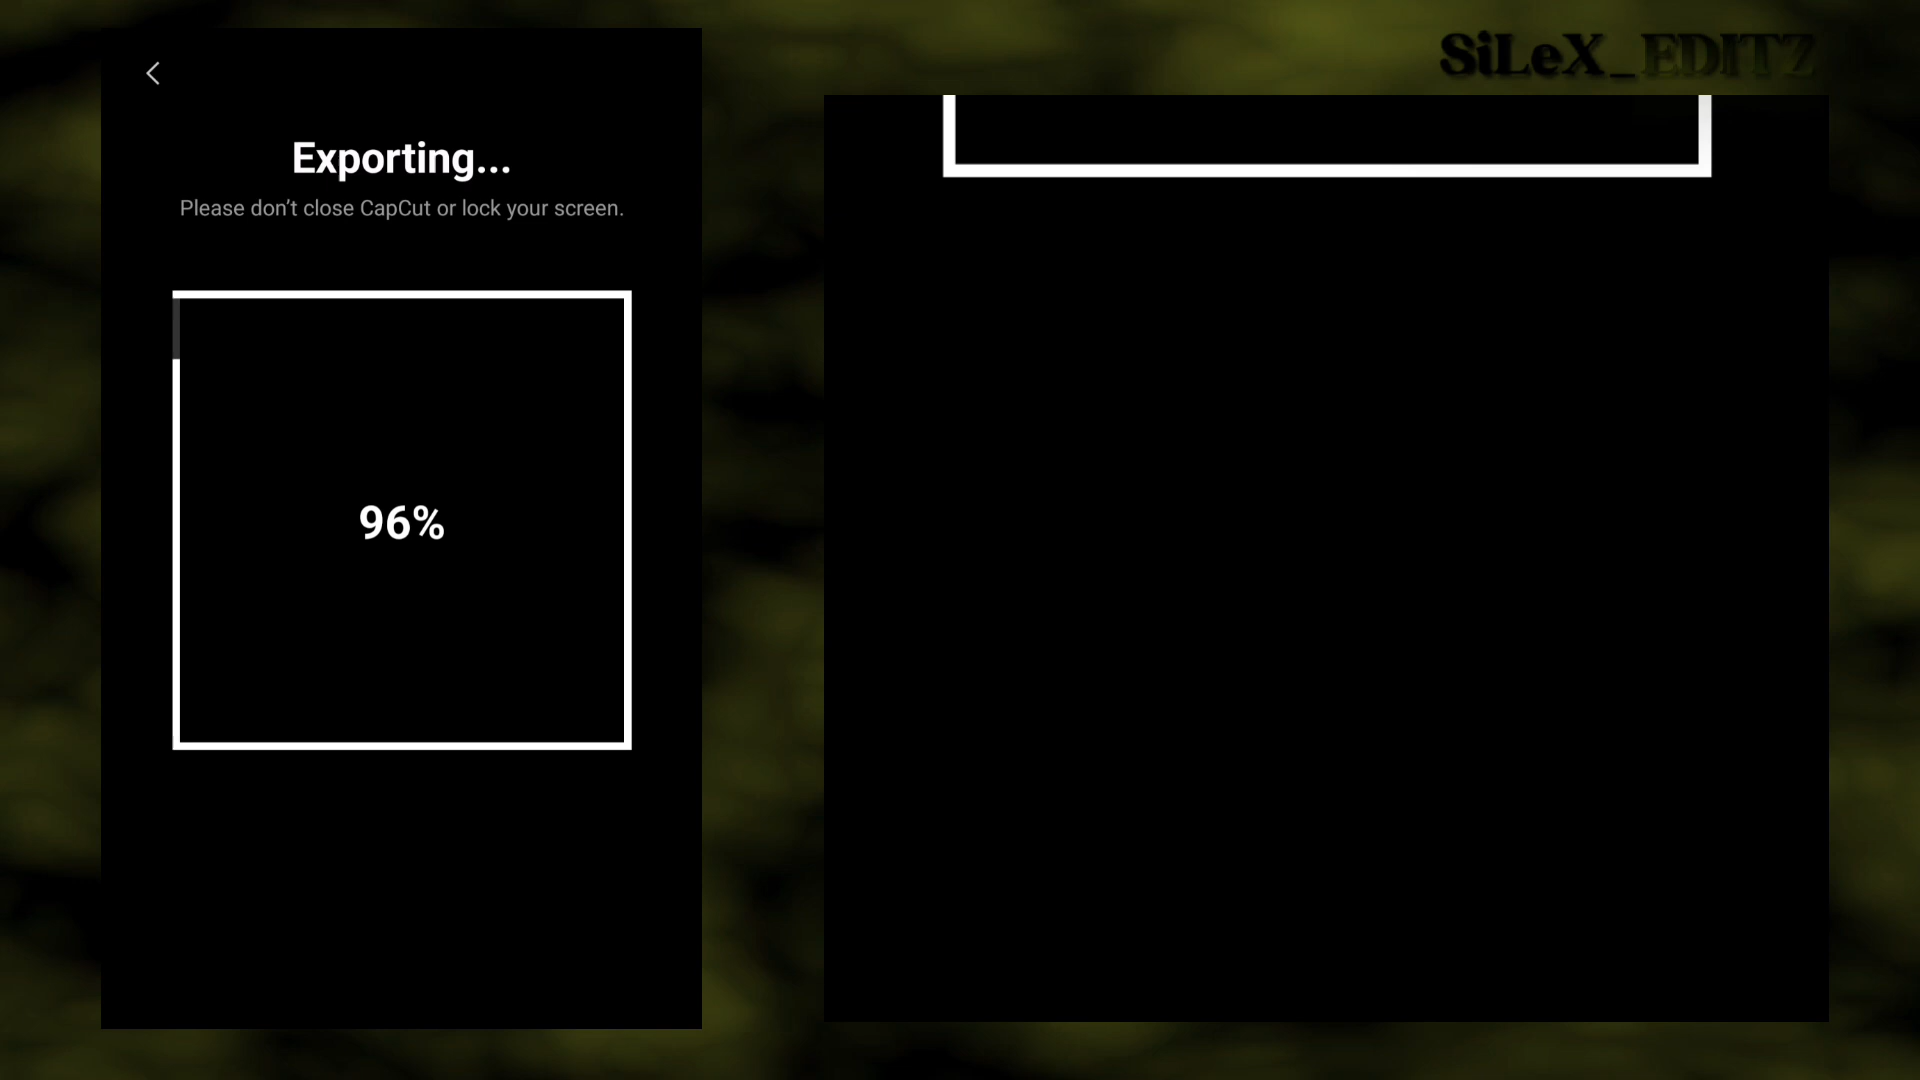 SiLeX_EDITZ
Exporting...
Please don’t close CapCut or lock your screen.
96%